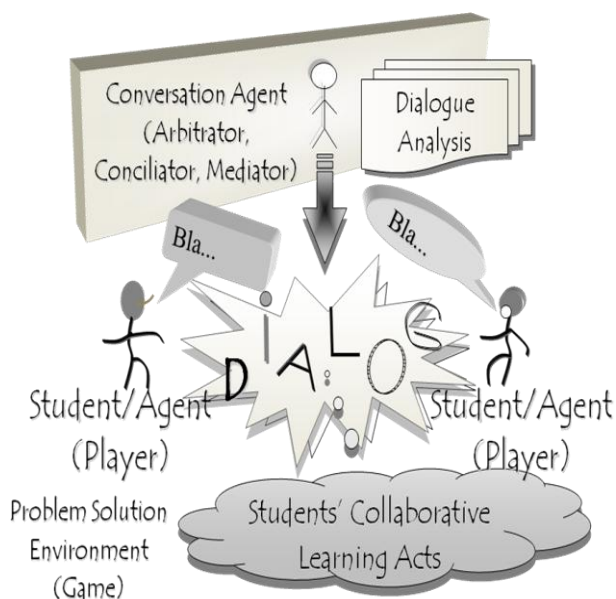 Conversation Agent
(Arbitrator,
Conciliator, Mediator)
Dialogue
Analysis
Bla...
Bla...
DIALOG
Student/Agent
(Player)
Student/Agent
(Player)
Problem Solution
Environment
(Game)
Students' Collaborative
Learning Acts